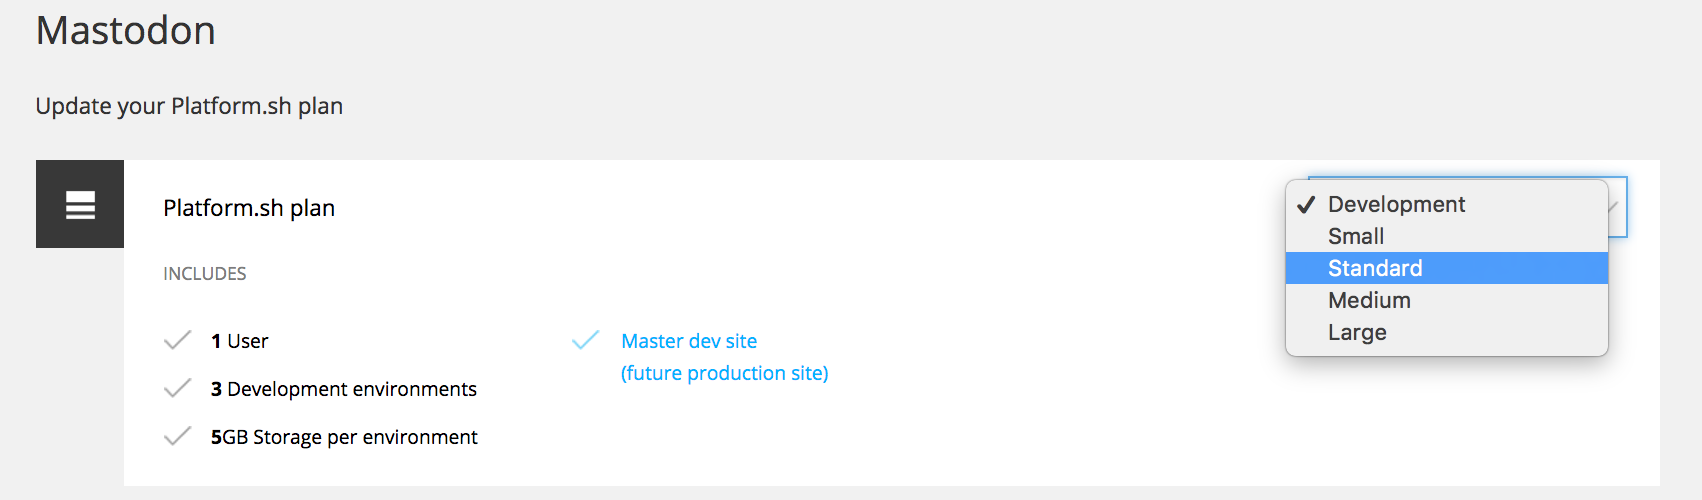 Mastodon
Update your Platform.sh plan
Platform.sh plan
Development
Small
Standard
Medium
Large
INCLUDES
1 User
3 Development environments
5GB Storage per environment
Master dev site
(future production site)